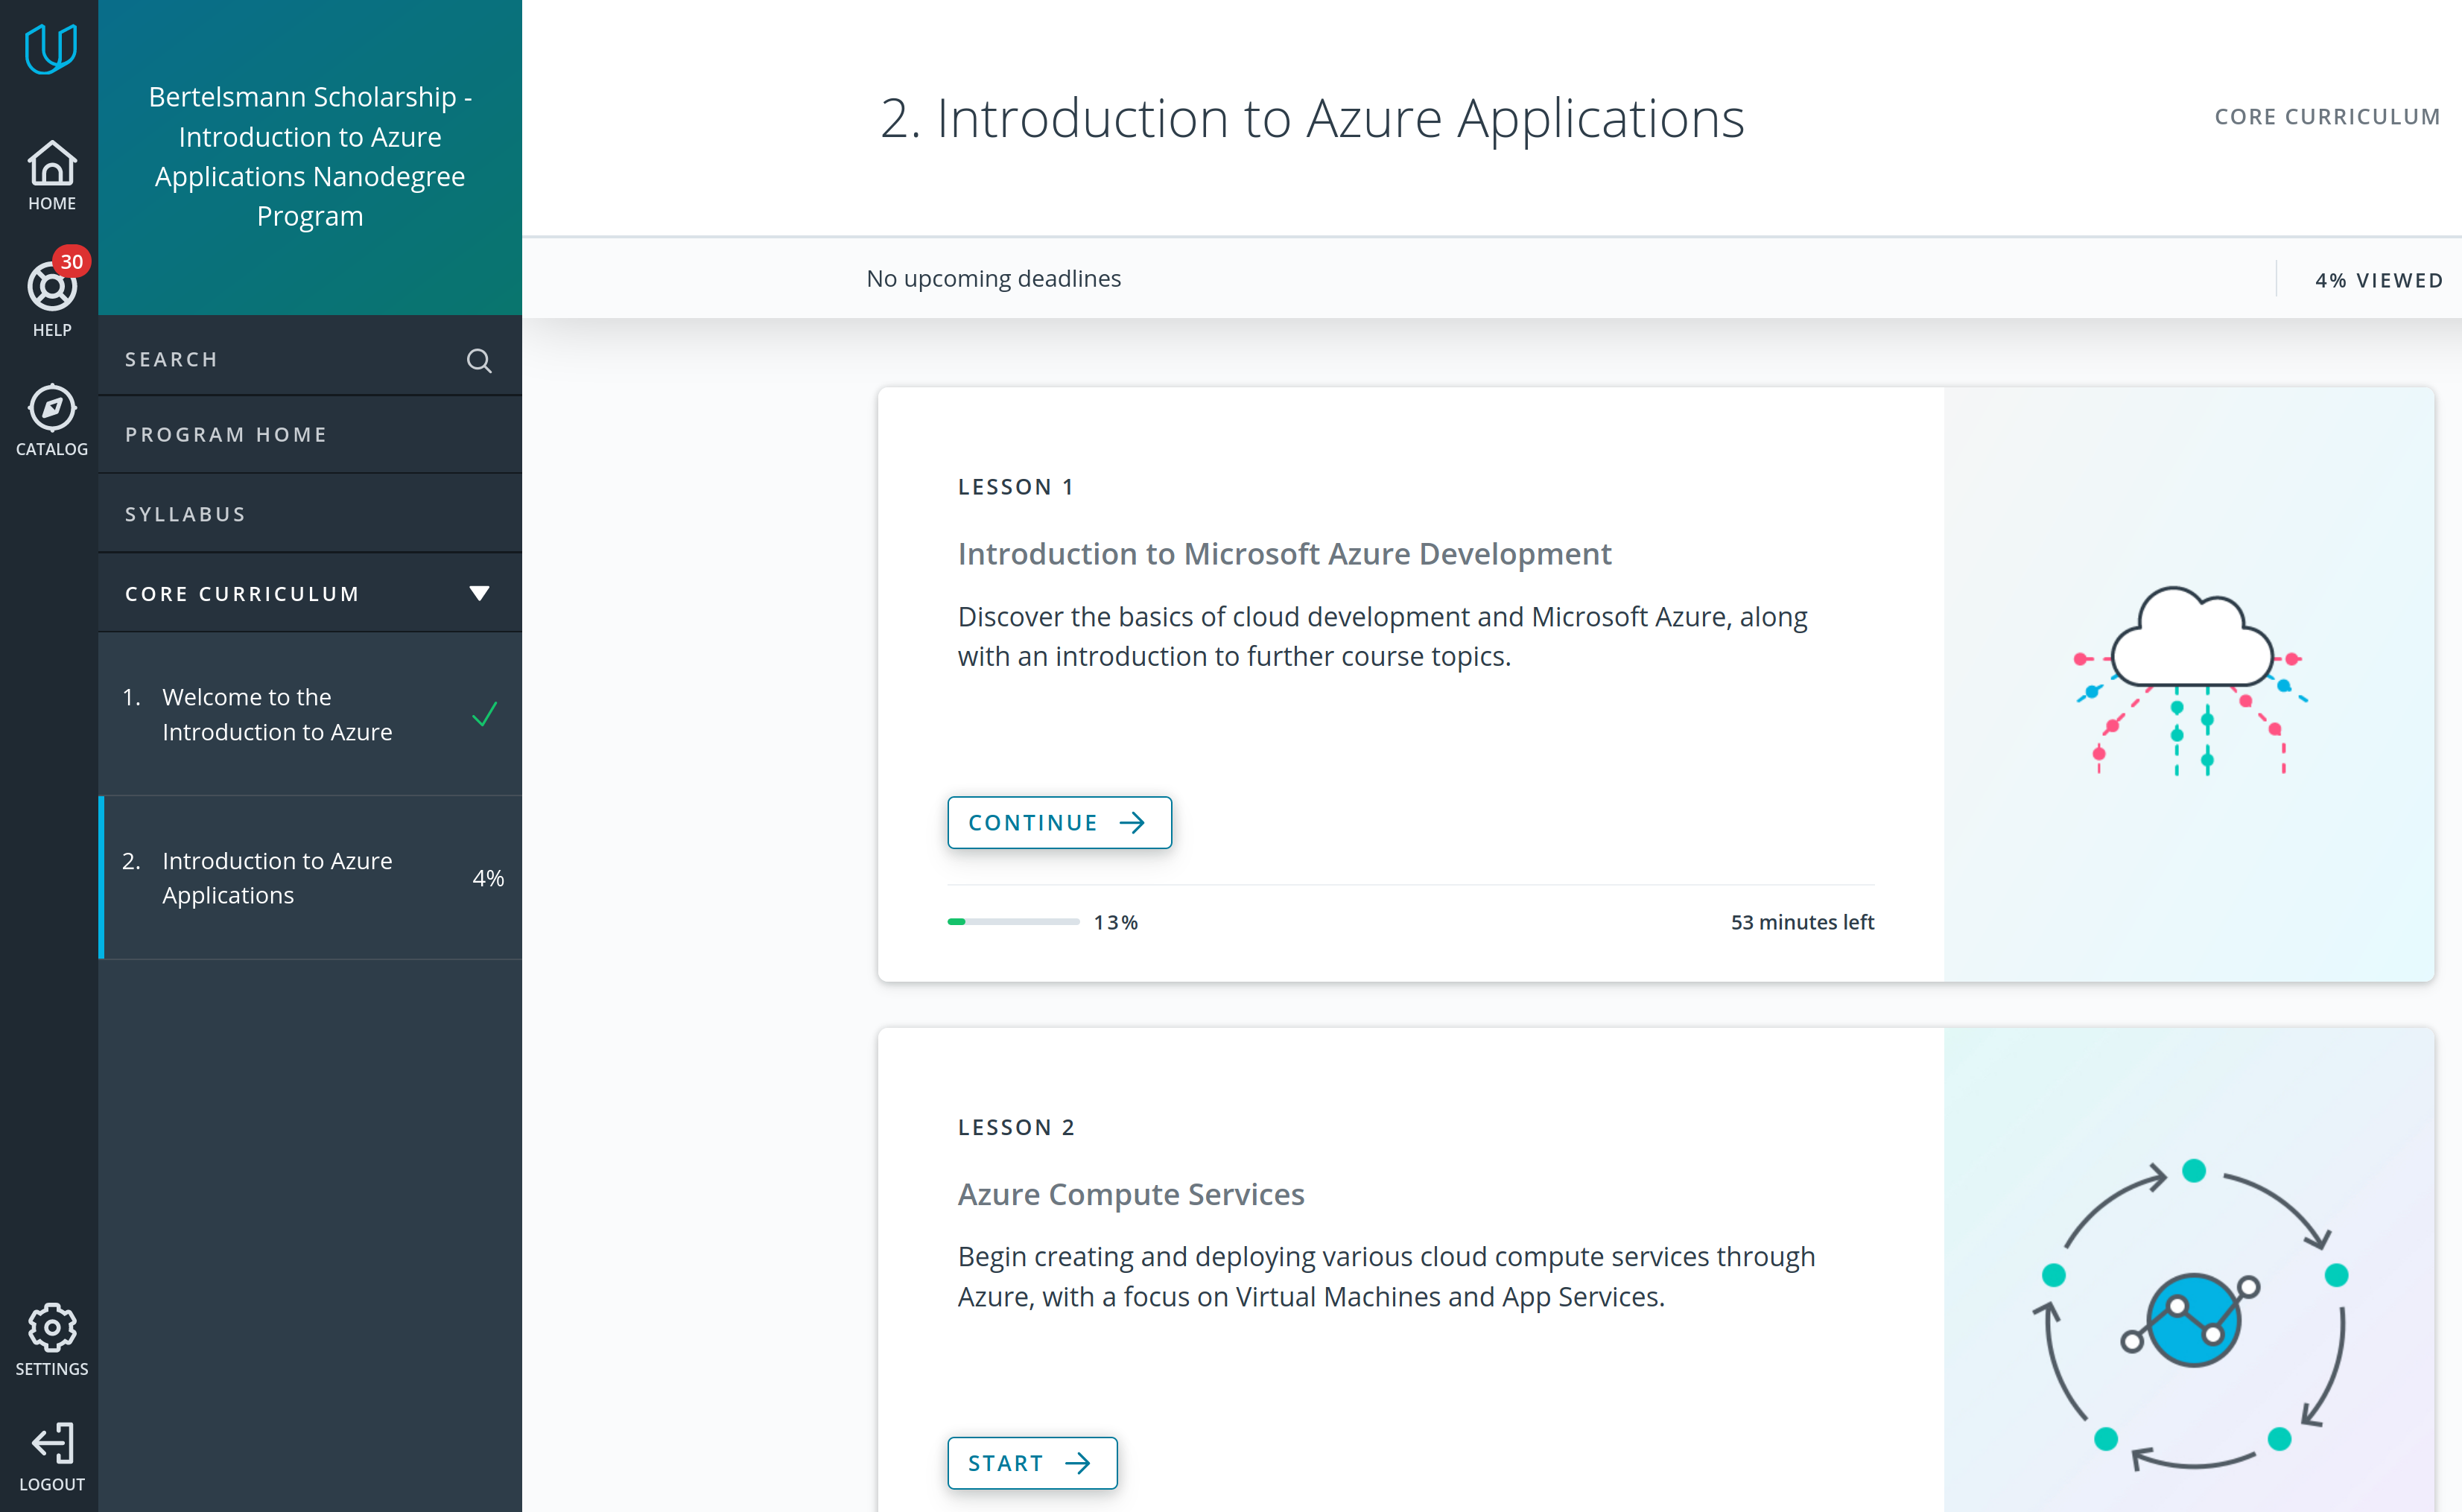 HOME
30
HELP
CATALOG
SETTINGS
LOGOUT
Bertelsmann Scholarship -
Introduction to Azure
Applications Nanodegree
Program
SEARCH
PROGRAM HOME
SYLLABUS
CORE CURRICULUM
1. Welcome to the
Introduction to Azure
2. Introduction to Azure
Applications
4%
2. Introduction to Azure Applications
CORE CURRICULUM
No upcoming deadlines
4% VIEWED
LESSON 1
Introduction to Microsoft Azure Development
Discover the basics of cloud development and Microsoft Azure, along
with an introduction to further course topics.
CONTINUE
13%
53 minutes left
LESSON 2
Azure Compute Services
Begin creating and deploying various cloud compute services through
Azure, with a focus on Virtual Machines and App Services.
START